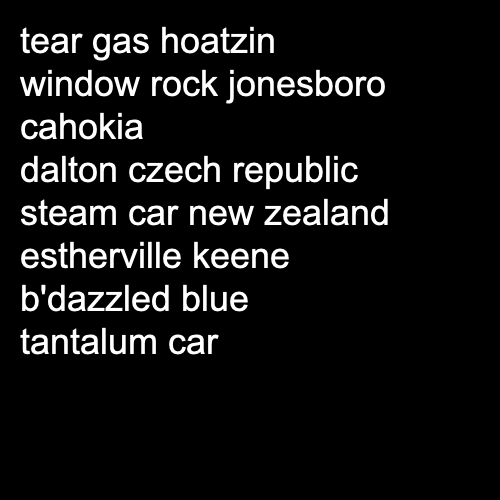 tear gas hoatzin
window rock jonesboro
cahokia
dalton czech republic
steam car new zealand
estherville keene
b'dazzled blue
tantalum car